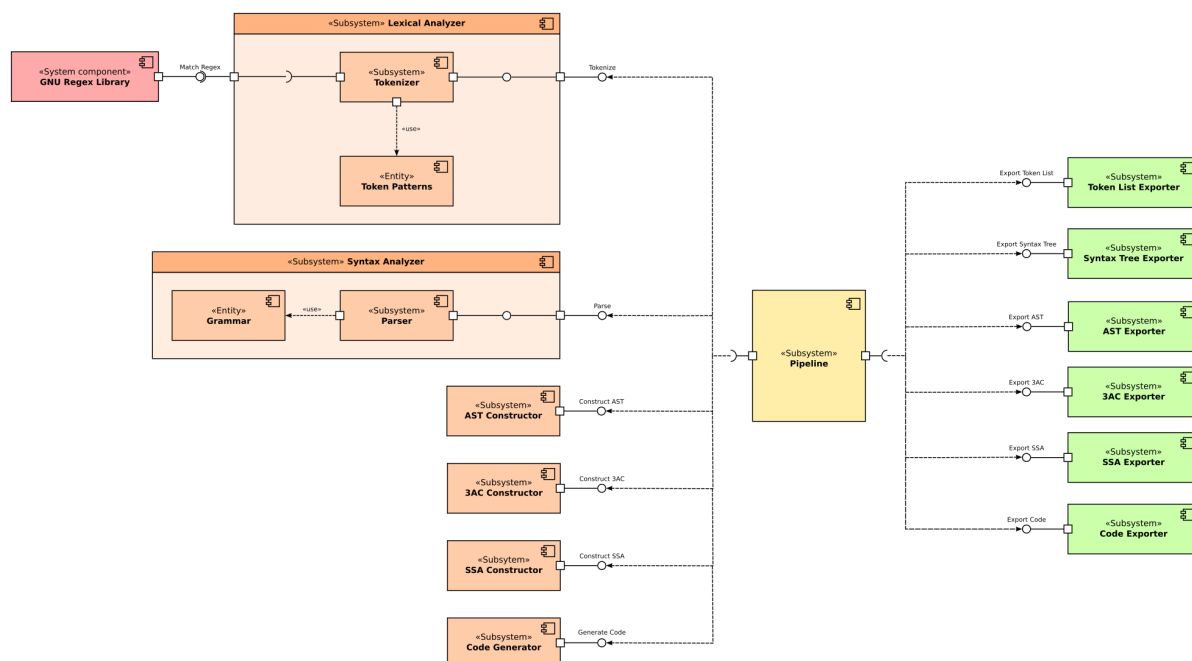 «Subsystem» Lexical Analyzer
«System component»
GNU Regex Library
Match Regex
«Subsystem»
Tokenizer
Tokenize
«use»
«Entity»
Token Patterns
«Subsystem» Syntax Analyzer
«Entity»
Grammar
«use»
«Subsystem»
Parser
Parse
«Subsystem»
AST Constructor
Construct AST
«Subsystem»
3AC Constructor
Construct 3AC
«Subsytem»
SSA Constructor
Construct SSA
«Subsystem»
Code Generator
Generate Code
«Subsystem»
Pipeline
Export Token List
«Subsystem»
Token List Exporter
Export Syntax Tree
«Subsystem»
Syntax Tree Exporter
Export AST
«Subsystem»
AST Exporter
Export 3AC
«Subsystem»
3AC Exporter
Export SSA
«Subsystem»
SSA Exporter
Export Code
«Subsystem»
Code Exporter